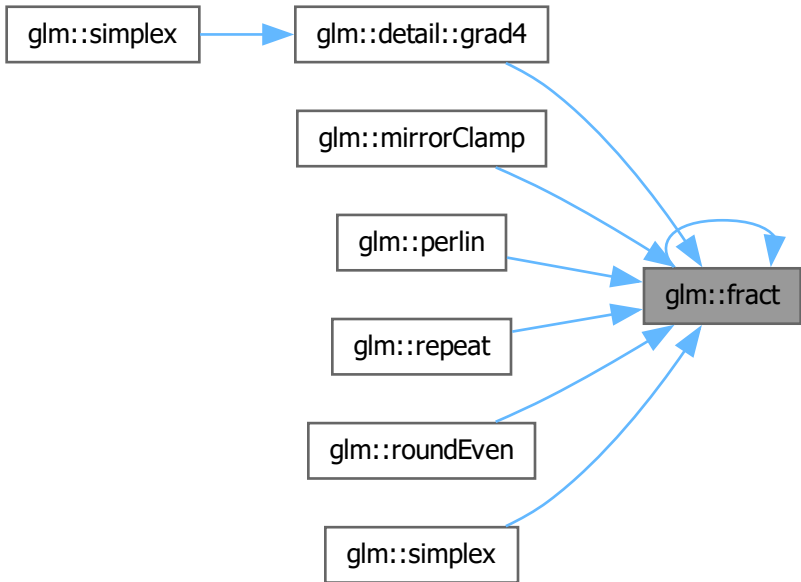 glm::simplex
glm::detail::grad4
glm::mirrorClamp
glm::perlin
glm::fract
glm::repeat
glm::roundEven
glm::simplex